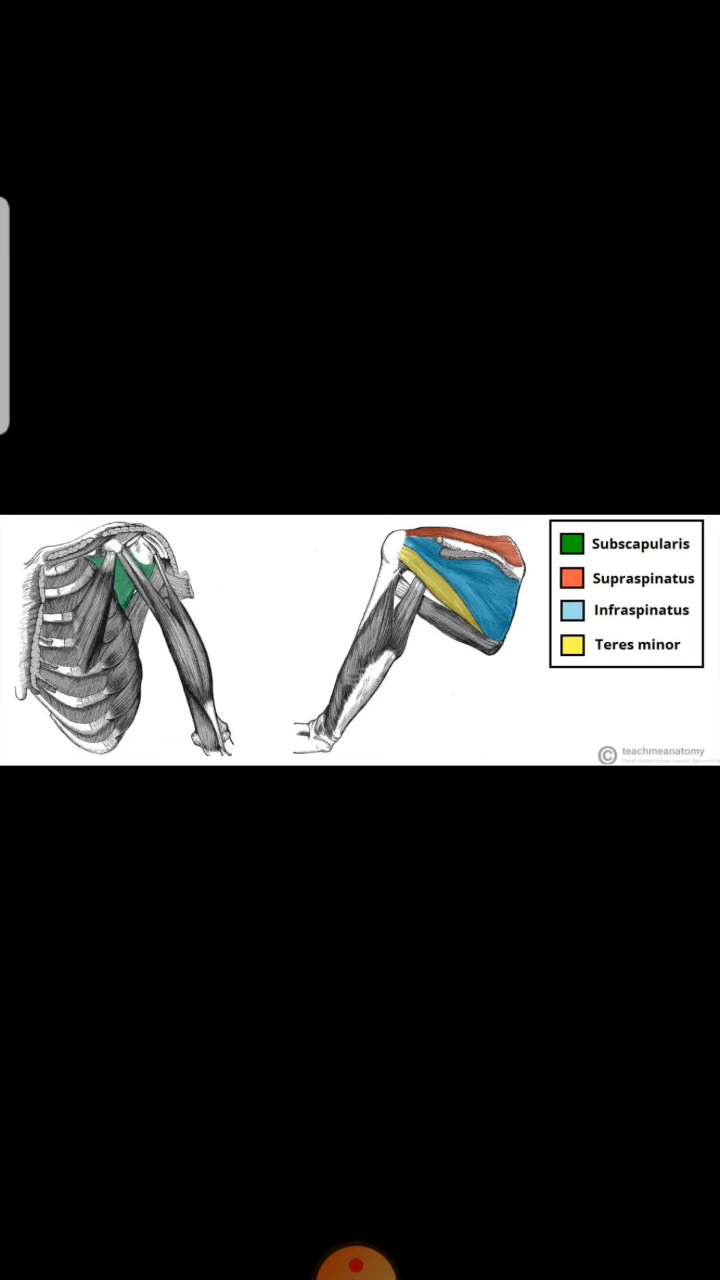 Subscapularis
Supraspinatus
Infraspinatus
Teres minor
© teachmeanatomy